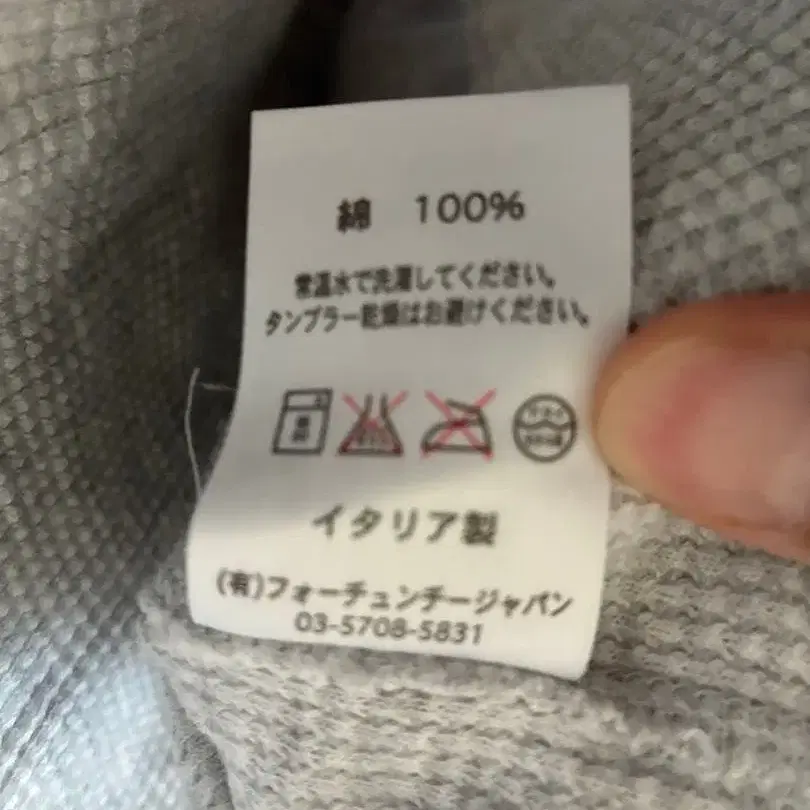 綿 100%
常温水で洗濯してください。
タンブラー乾燥はお避けください。
イタリア製
(有)フォーチュンチージャパン
03-5708-5831